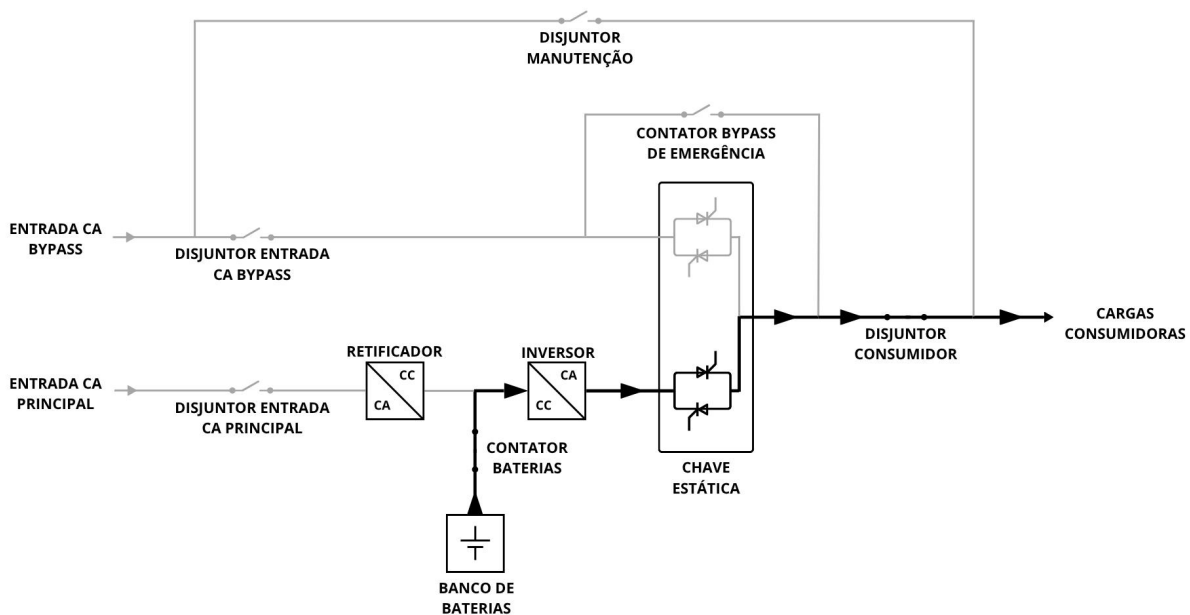 DISJUNTOR
MANUTENÇÃO
CONTATOR BYPASS
DE EMERGÊNCIA
ENTRADA CA
BYPASS
DISJUNTOR ENTRADA
CA BYPASS
CARGAS
CONSUMIDORAS
DISJUNTOR
CONSUMIDOR
RETIFICADOR
CC
CA
INVERSOR
CA
CC
ENTRADA CA
PRINCIPAL
DISJUNTOR ENTRADA
CA PRINCIPAL
CONTATOR
BATERIAS
CHAVE
ESTÁTICA
BANCO DE
BATERIAS